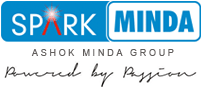 SPARK MINDA
ASHOK MINDA GROUP
Powered by Passion